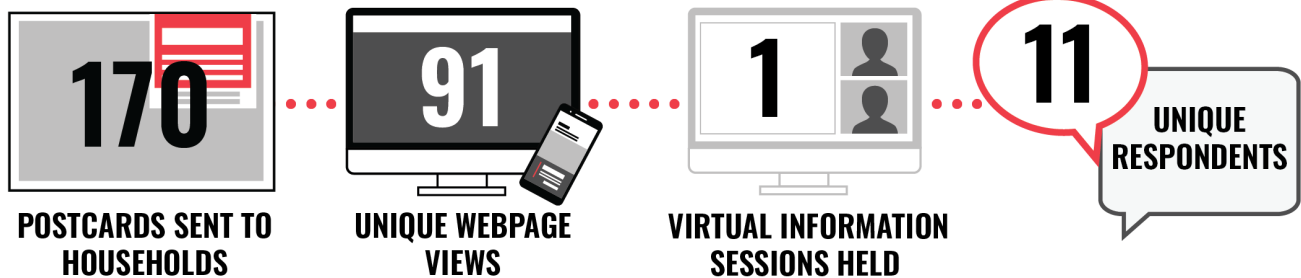 170
POSTCARDS SENT TO
HOUSEHOLDS
91
UNIQUE WEBPAGE
VIEWS
1
VIRTUAL INFORMATION
SESSIONS HELD
11
UNIQUE
RESPONDENTS